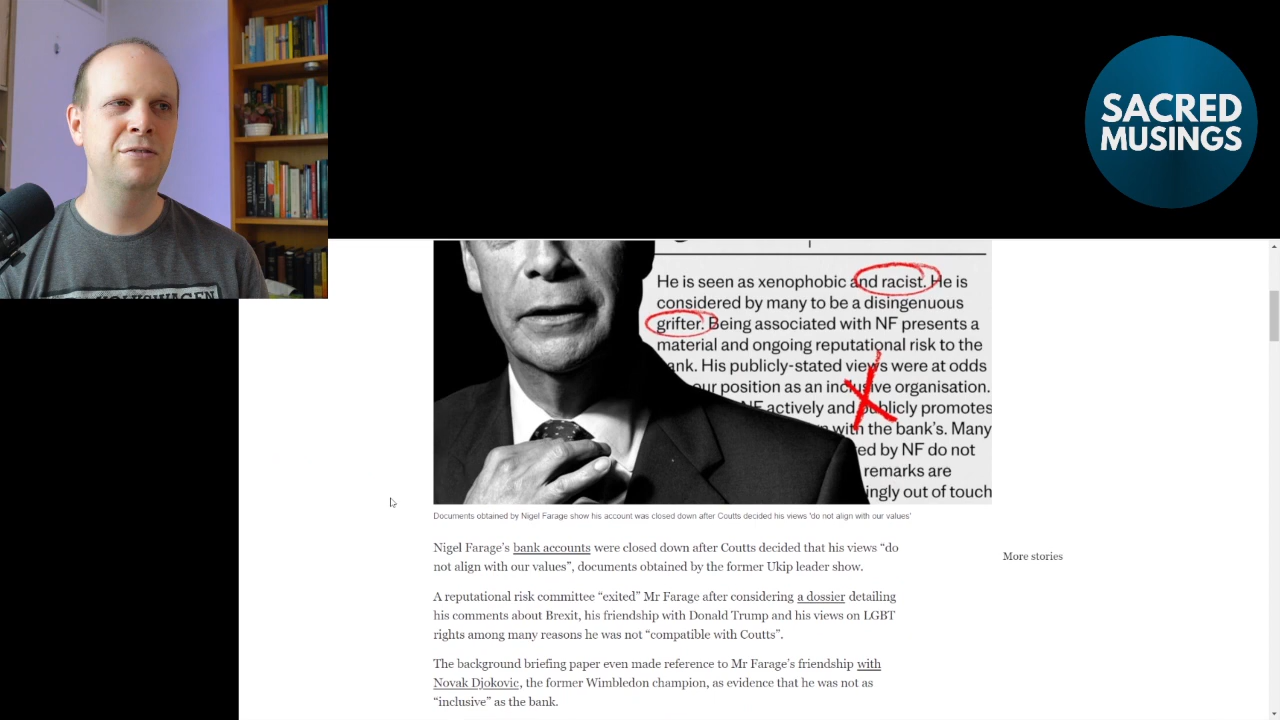 SACRED
MUSINGS
VOLKSWAGEN
He is seen as xenophobic and racist. He is
considered by many to be a disingenuous
grifter. Being associated with NF presents a
material and ongoing reputational risk to the
bank. His publicly-stated views were at odds
our position as an inclusive organisation.
NF actively and publicly promotes
with the bank's. Many
ed by NF do not
remarks are
ingly out of touch
Documents obtained by Nigel Farage show his account was closed down after Coutts decided his views 'do not align with our values'
Nigel Farage's bank accounts were closed down after Coutts decided that his views "do
not align with our values", documents obtained by the former Ukip leader show.
More stories
A reputational risk committee "exited" Mr Farage after considering a dossier detailing
his comments about Brexit, his friendship with Donald Trump and his views on LGBT
rights among many reasons he was not "compatible with Coutts".
The background briefing paper even made reference to Mr Farage's friendship with
Novak Djokovic, the former Wimbledon champion, as evidence that he was not as
"inclusive" as the bank.